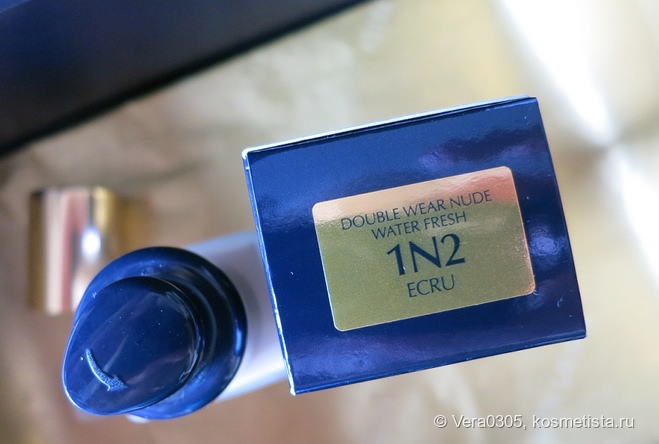 DOUBLE WEAR NUDE
WATER FRESH
1N2
ECRU
© Vera0305, kosmetista.ru